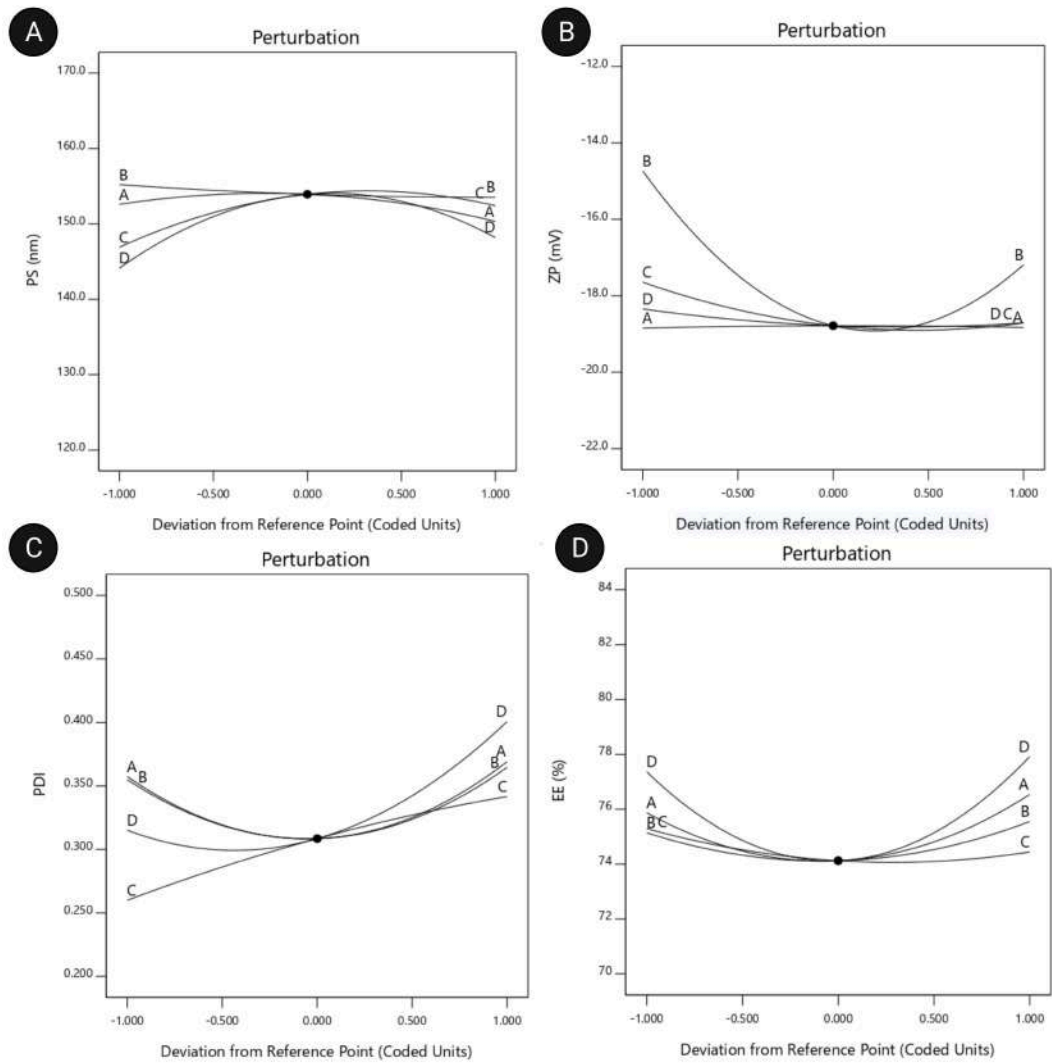 A
Perturbation
170.0
160.0
150.0
140.0
130.0
120.0
PS (nm)
B
A
C
D
C
B
A
D
-1.000 -0.500 0.000 0.500 1.000
Deviation from Reference Point (Coded Units)
B
Perturbation
-12.0
-14.0
-16.0
-18.0
-20.0
-22.0
ZP (mV)
B
C
D
A
B
D C A
-1.000 -0.500 0.000 0.500 1.000
Deviation from Reference Point (Coded Units)
C
Perturbation
0.500
0.450
0.400
0.350
0.300
0.250
0.200
PDI
A B
D
C
D
A
B
C
-1.000 -0.500 0.000 0.500 1.000
Deviation from Reference Point (Coded Units)
D
Perturbation
84
82
80
78
76
74
72
70
EE (%)
D
A
B C
D
A
B
C
-1.000 -0.500 0.000 0.500 1.000
Deviation from Reference Point (Coded Units)